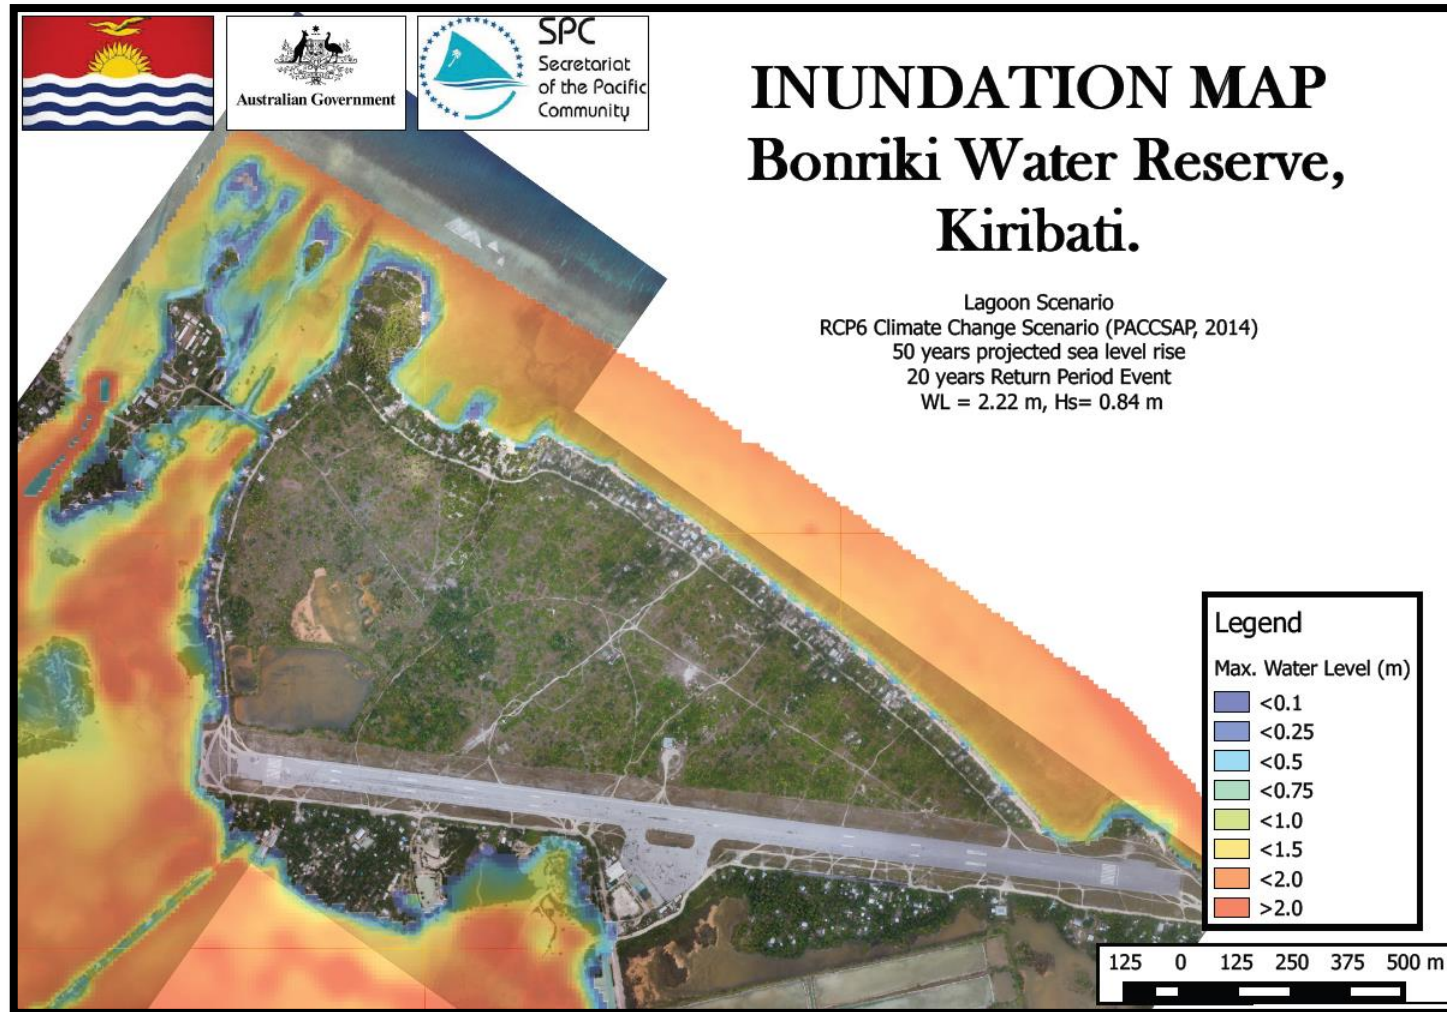 Australian Government
SPC
Secretariat
of the Pacific
Community
INUNDATION MAP
Bonriki Water Reserve,
Kiribati.
Lagoon Scenario
RCP6 Climate Change Scenario (PACCSAP, 2014)
50 years projected sea level rise
20 years Return Period Event
WL = 2.22 m, Hs= 0.84 m
Legend
Max. Water Level (m)
<0.1
<0.25
<0.5
<0.75
<1.0
<1.5
<2.0
>2.0
125 0 125 250 375 500 m